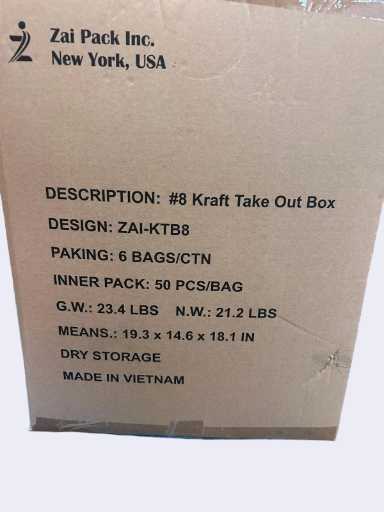 Zai Pack Inc.
New York, USA
DESCRIPTION: #8 Kraft Take Out Box
DESIGN: ZAI-KTB8
PAKING: 6 BAGS/CTN
INNER PACK: 50 PCS/BAG
G.W.: 23.4 LBS N.W.: 21.2 LBS
MEANS.: 19.3 x 14.6 x 18.1 IN
DRY STORAGE
MADE IN VIETNAM